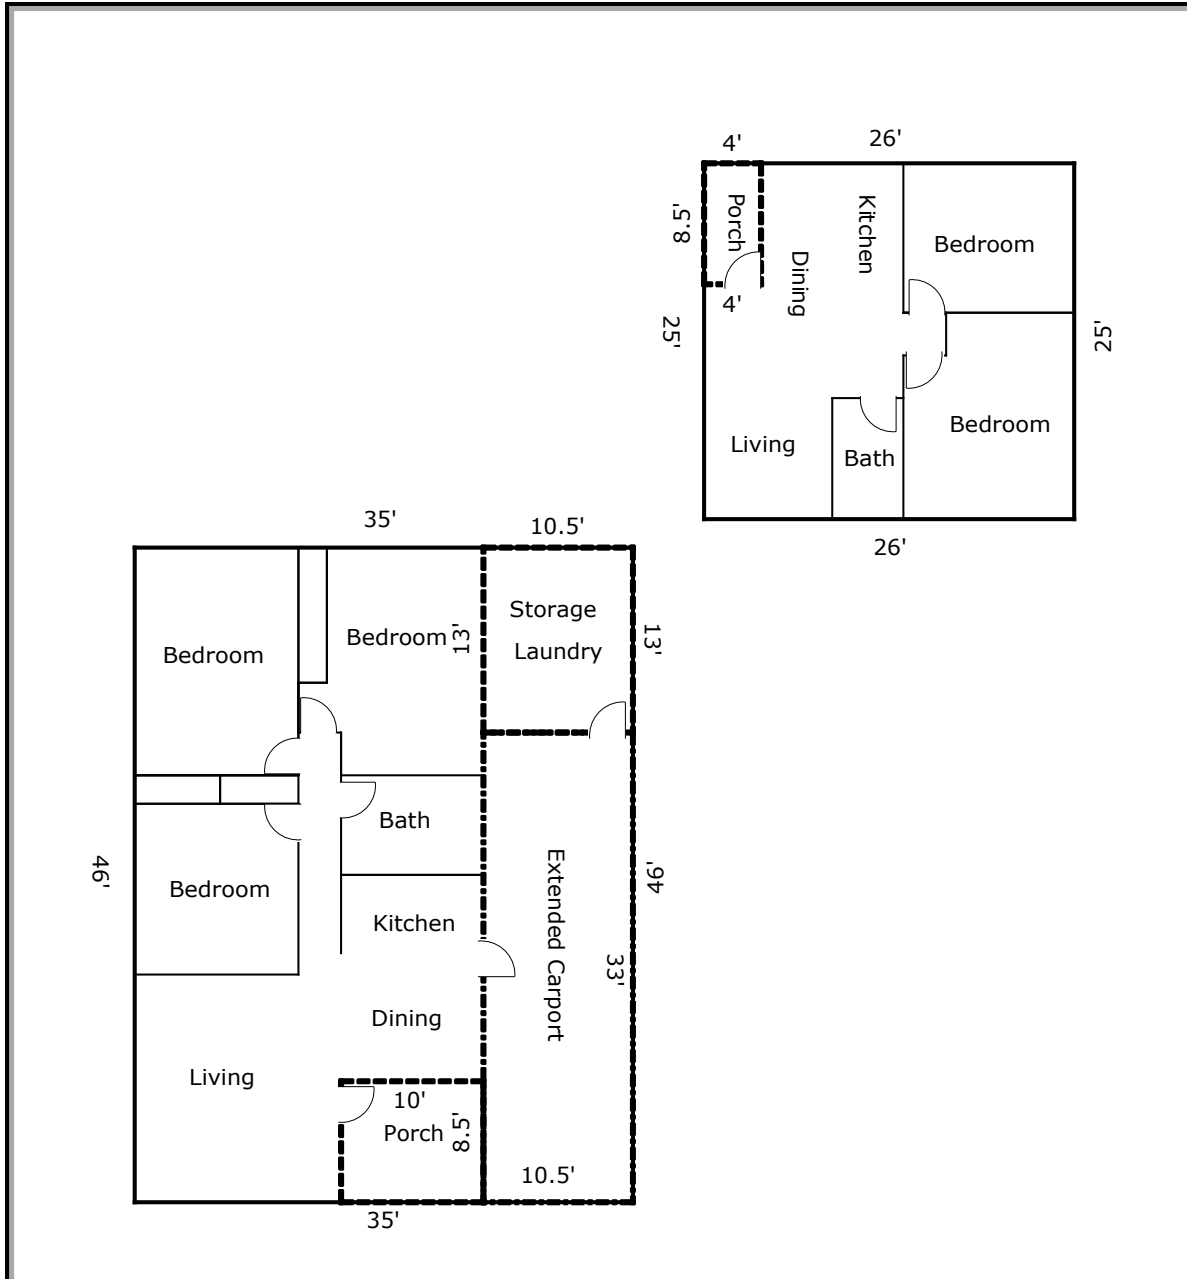 4'
26'
8.5'
Porch
Kitchen
Bedroom
Dining
4'
25'
25'
Bedroom
Living
Bath
26'
35'
10.5'
Storage
Laundry
13'
13'
Bedroom
Bedroom
Bath
46'
46'
Bedroom
Extended Carport
Kitchen
33'
Dining
Living
10'
Porch
8.5'
10.5'
35'